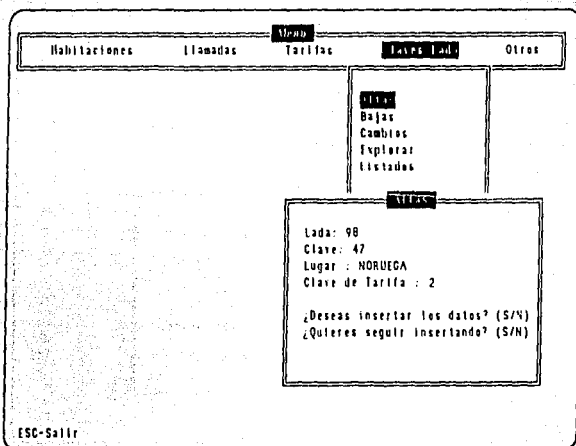 Menu
Habitaciones Llamadas Tarifas Claves Lada Otros
Altas
Bajas
Cambios
Explorar
Listados
ALTAS
Lada: 98
Clave: 47
Lugar : NORUEGA
Clave de Tarifa : 2
¿Deseas insertar los datos? (S/N)
¿Quieres seguir insertando? (S/N)
ESC-Salir